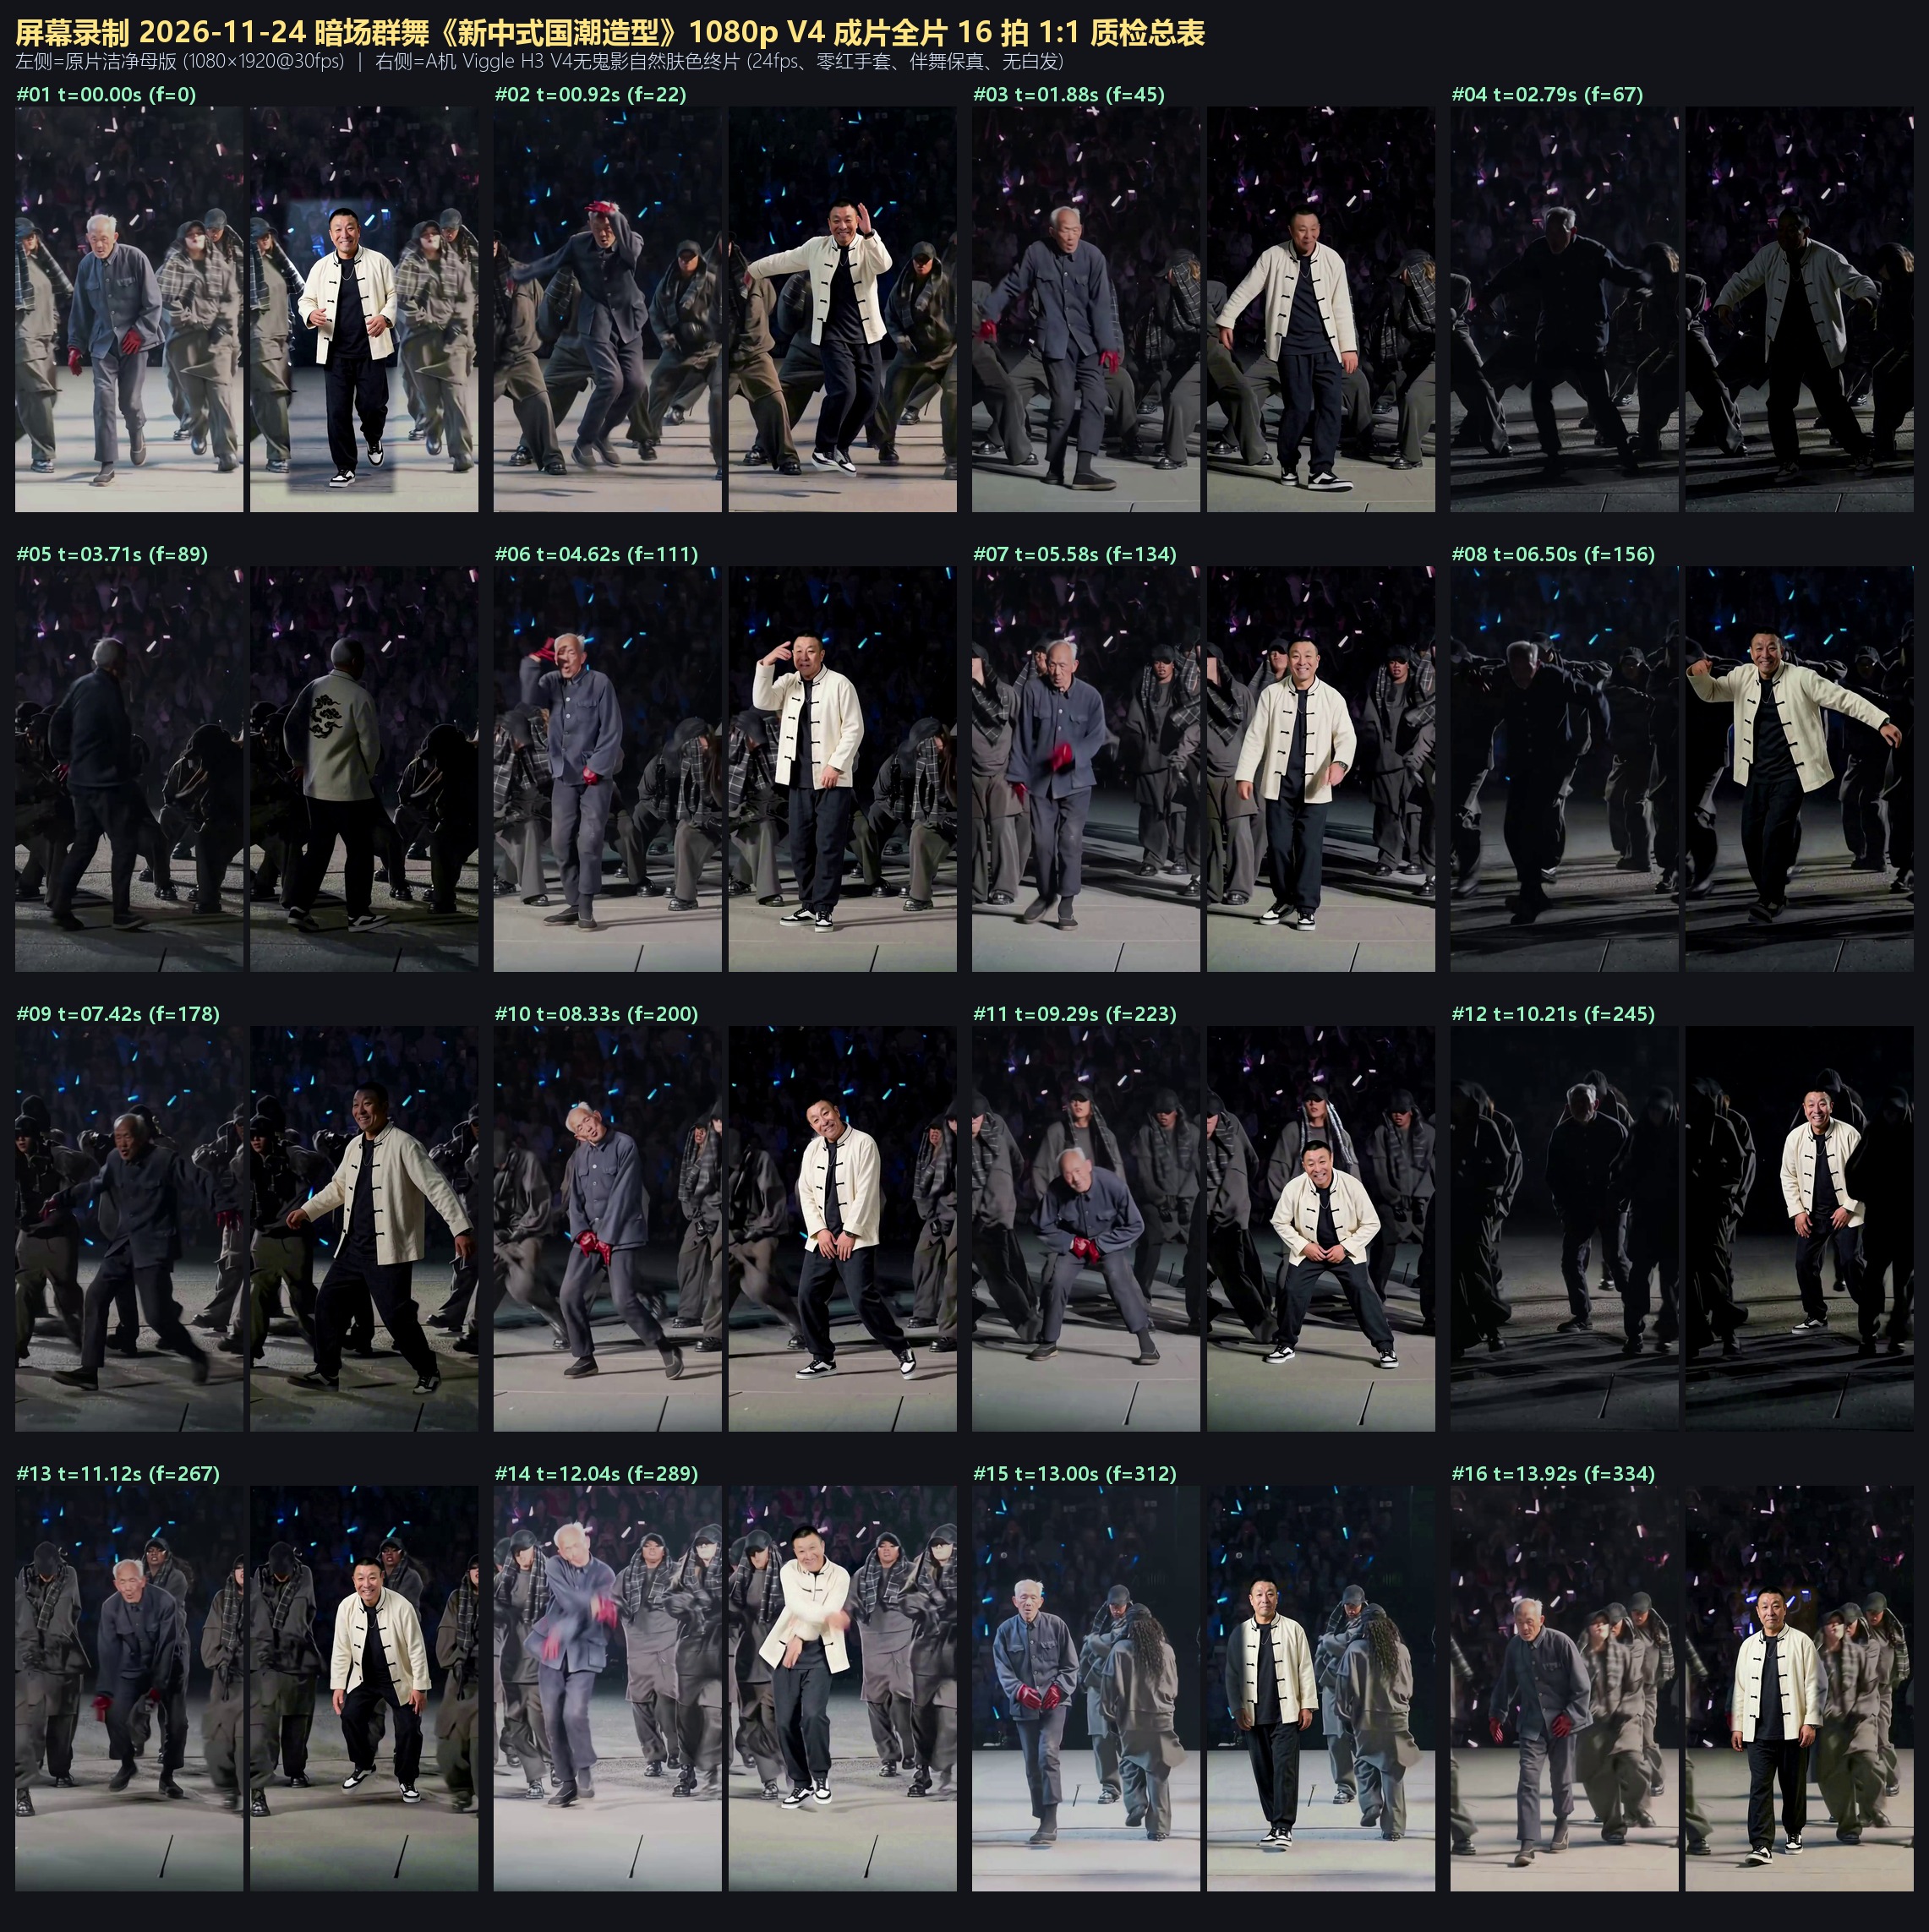 屏幕录制 2026-11-24 暗场群舞《新中式国潮造型》1080p V4 成片全片 16 拍 1:1 质检总表
左侧=原片洁净母版 (1080×1920@30fps) | 右侧=A机 Viggle H3 V4无鬼影自然肤色终片 (24fps、零红手套、伴舞保真、无白发)
#01 t=00.00s (f=0)
#02 t=00.92s (f=22)
#03 t=01.88s (f=45)
#04 t=02.79s (f=67)
#05 t=03.71s (f=89)
#06 t=04.62s (f=111)
#07 t=05.58s (f=134)
#08 t=06.50s (f=156)
#09 t=07.42s (f=178)
#10 t=08.33s (f=200)
#11 t=09.29s (f=223)
#12 t=10.21s (f=245)
#13 t=11.12s (f=267)
#14 t=12.04s (f=289)
#15 t=13.00s (f=312)
#16 t=13.92s (f=334)